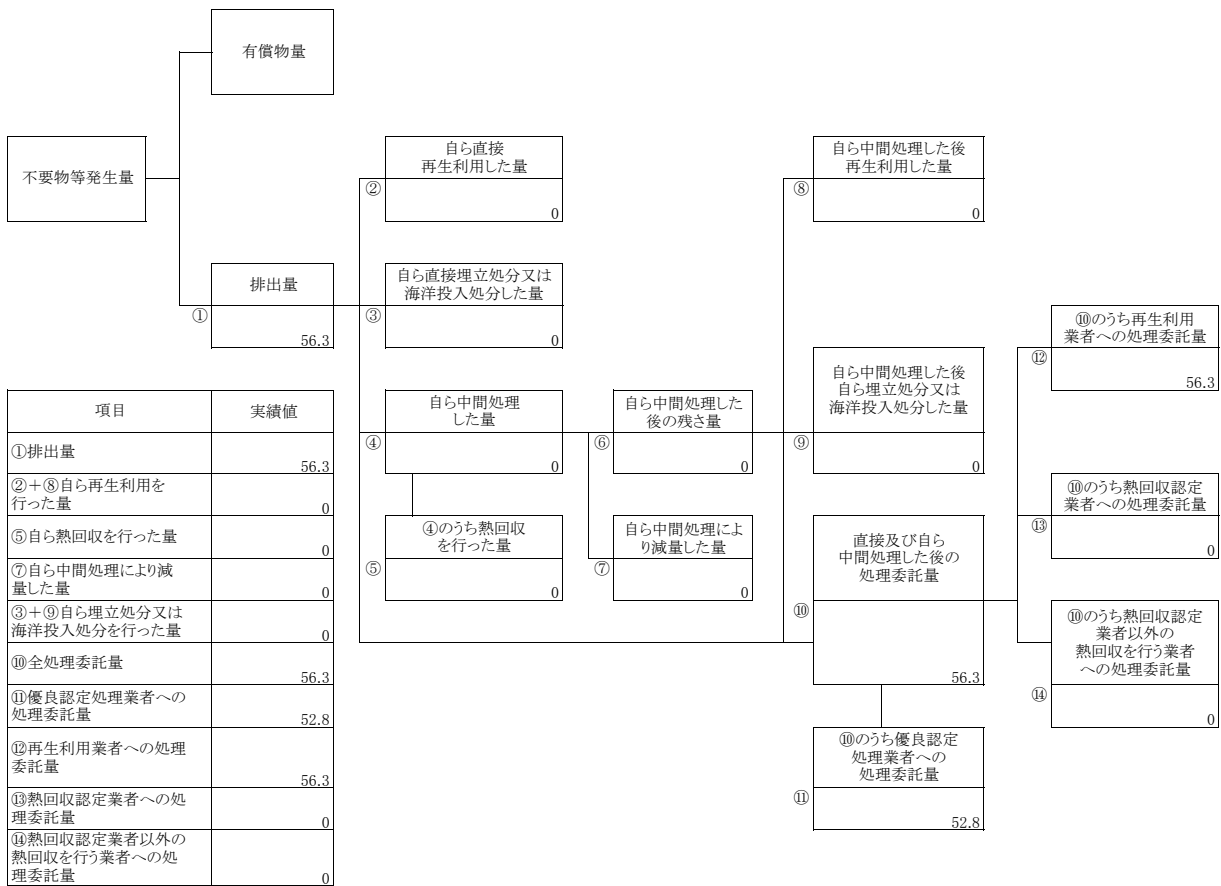 有償物量
不要物等発生量
自ら直接
再生利用した量
②
0
自ら中間処理した後
再生利用した量
⑧
0
排出量
①
56.3
自ら直接埋立処分又は
海洋投入処分した量
③
0
⑩のうち再生利用
業者への処理委託量
⑫
56.3
自ら中間処理
した量
④
0
自ら中間処理した
後の残さ量
⑥
0
自ら中間処理した後
自ら埋立処分又は
海洋投入処分した量
⑨
0
⑩のうち熱回収認定
業者への処理委託量
⑬
0
④のうち熱回収
を行った量
⑤
0
自ら中間処理によ
り減量した量
⑦
0
直接及び自ら
中間処理した後の
処理委託量
⑩
56.3
⑩のうち熱回収認定
業者以外の
熱回収を行う業者
への処理委託量
⑭
0
⑩のうち優良認定
処理業者への
処理委託量
⑪
52.8
項目 実績値
①排出量
56.3
②＋⑧自ら再生利用を
行った量
0
⑤自ら熱回収を行った量
0
⑦自ら中間処理により減
量した量
0
③＋⑨自ら埋立処分又は
海洋投入処分を行った量
0
⑩全処理委託量
56.3
⑪優良認定処理業者への
処理委託量
52.8
⑫再生利用業者への処理
委託量
56.3
⑬熱回収認定業者への処
理委託量
0
⑭熱回収認定業者以外の
熱回収を行う業者への処
理委託量
0